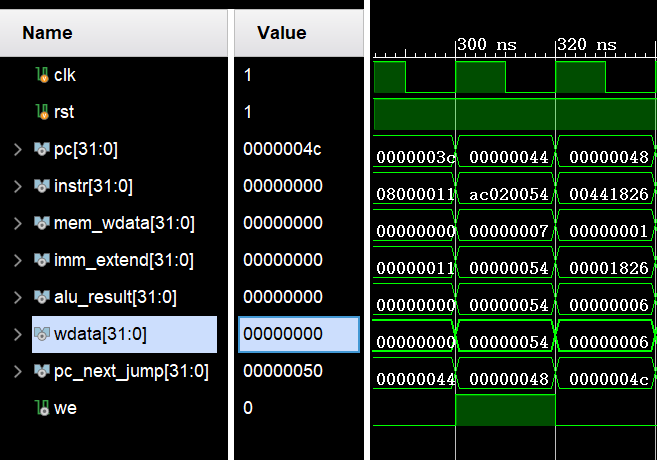 Name Value
300 ns 320 ns
clk 1
rst 1
pc[31:0] 0000004c 0000003c 00000044 00000048
instr[31:0] 00000000 08000011 ac020054 00441826
mem_wdata[31:0] 00000000 00000000 00000007 00000001
imm_extend[31:0] 00000000 00000011 00000054 00001826
alu_result[31:0] 00000000 00000000 00000054 00000006
wdata[31:0] 00000000 00000000 00000054 00000006
pc_next_jump[31:0] 00000050 00000044 00000048 0000004c
we 0